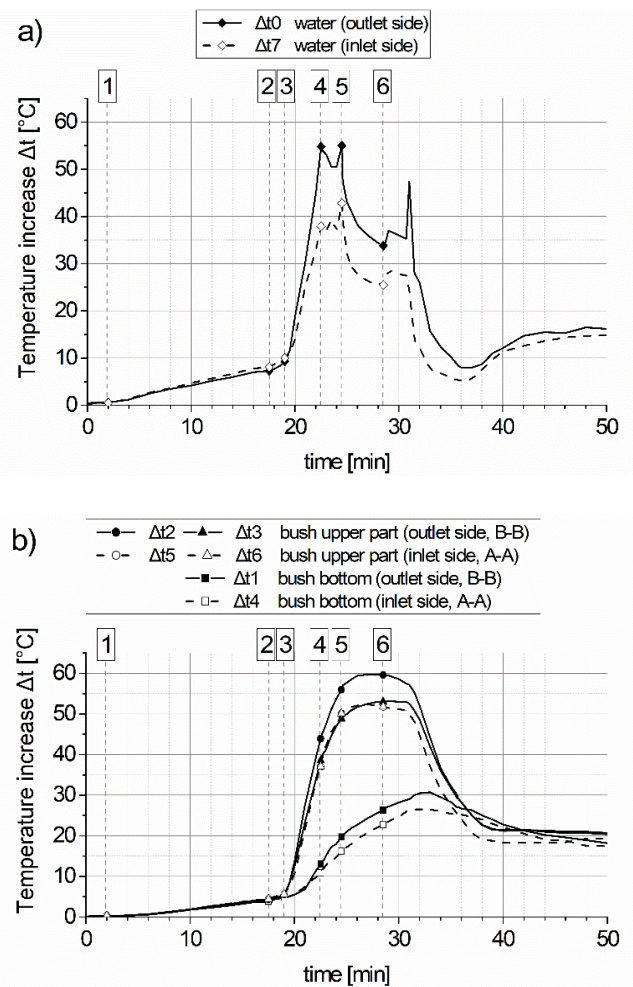 a)
Δt0 water (outlet side)
Δt7 water (inlet side)
1 2 3 4 5 6
Temperature increase Δt [°C]
60
50
40
30
20
10
0
0 10 20 30 40 50
time [min]
b)
Δt2 Δt3 bush upper part (outlet side, B-B)
Δt5 Δt6 bush upper part (inlet side, A-A)
Δt1 bush bottom (outlet side, B-B)
Δt4 bush bottom (inlet side, A-A)
1 2 3 4 5 6
Temperature increase Δt [°C]
60
50
40
30
20
10
0
0 10 20 30 40 50
time [min]